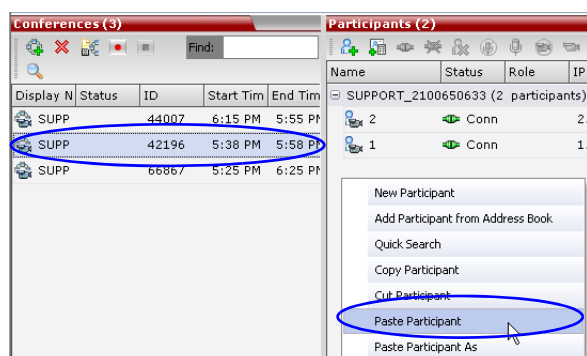 Conferences (3)
Find:
Display N Status ID Start Tim End Tim
SUPP 44007 6:15 PM 5:55 PM
SUPP 42196 5:38 PM 5:58 PM
SUPP 66867 5:25 PM 6:25 PM
Participants (2)
Name Status Role IP
SUPPORT_2100650633 (2 participants)
2 Conn 2.
1 Conn 1.
New Participant
Add Participant from Address Book
Quick Search
Copy Participant
Cut Participant
Paste Participant
Paste Participant As